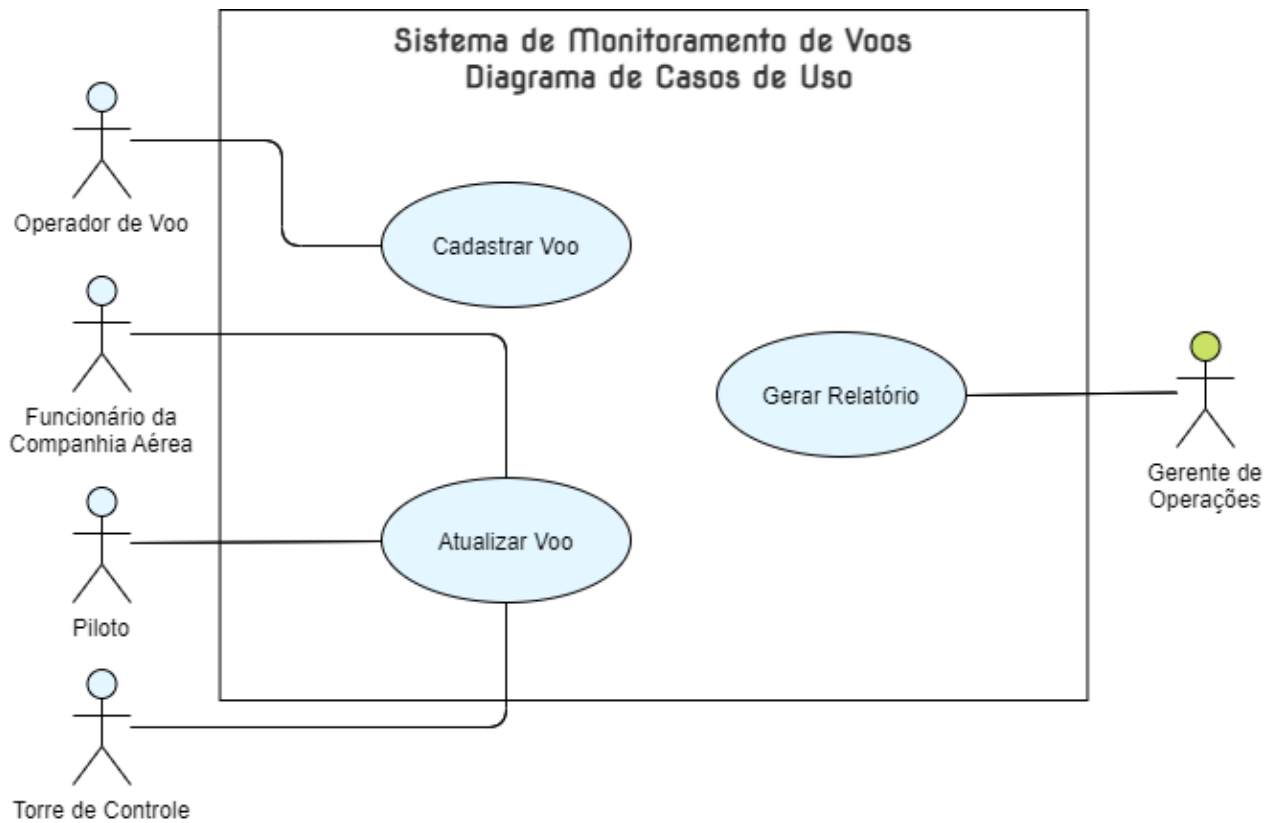 Sistema de Monitoramento de Voos
Diagrama de Casos de Uso
Operador de Voo
Cadastrar Voo
Funcionário da
Companhia Aérea
Gerar Relatório
Gerente de
Operações
Atualizar Voo
Piloto
Torre de Controle